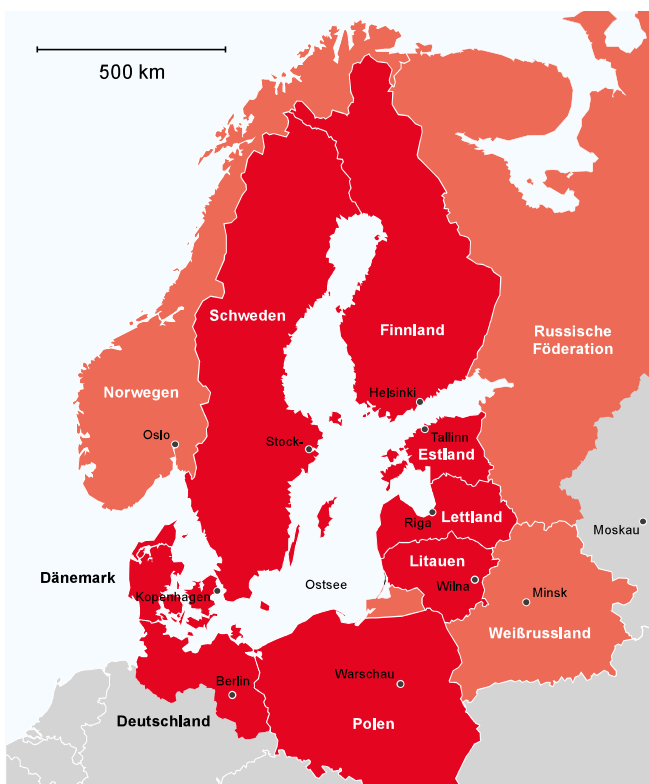 500 km
Schweden
Finnland
Russische
Föderation
Norwegen
Helsinki
Oslo
Stock-
Tallinn
Estland
Riga
Lettland
Moskau
Litauen
Dänemark
Ostsee
Wilna
Kopenhagen
Minsk
Weißrussland
Berlin
Warschau
Deutschland
Polen